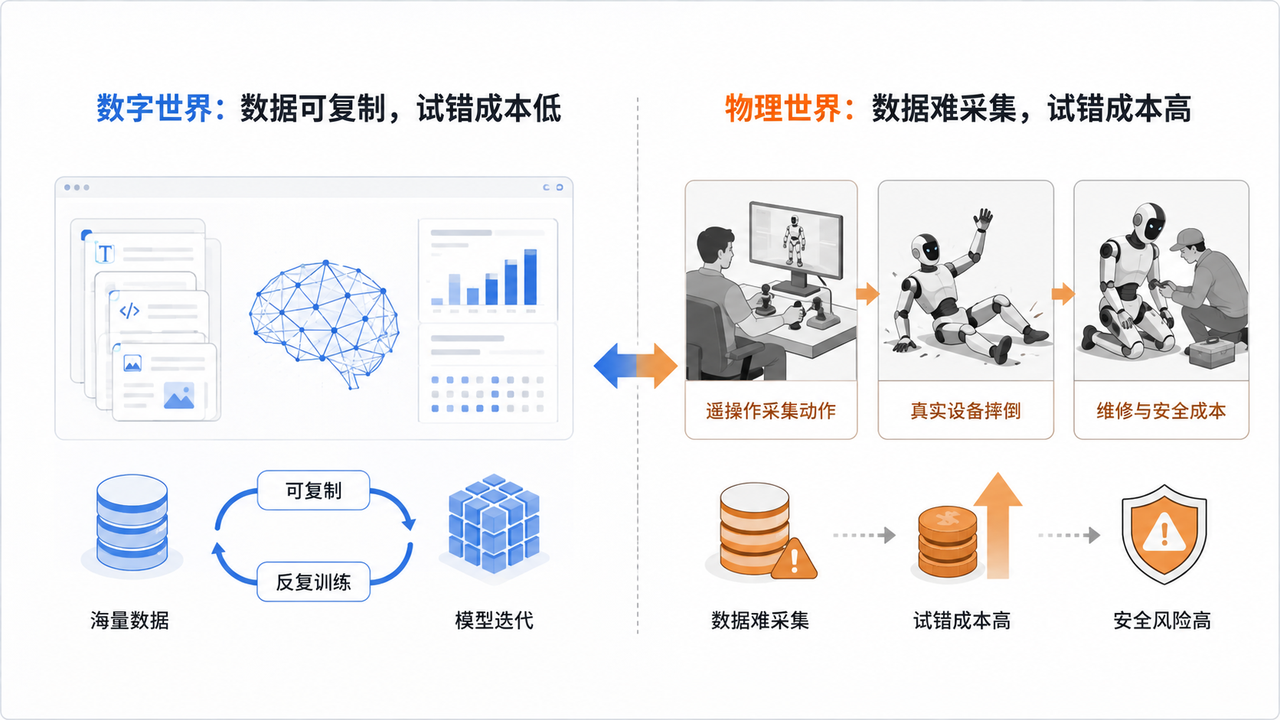 数字世界：数据可复制，试错成本低
物理世界：数据难采集，试错成本高
T
</>
遥操作采集动作
真实设备摔倒
维修与安全成本
可复制
反复训练
海量数据
模型迭代
数据难采集
试错成本高
安全风险高